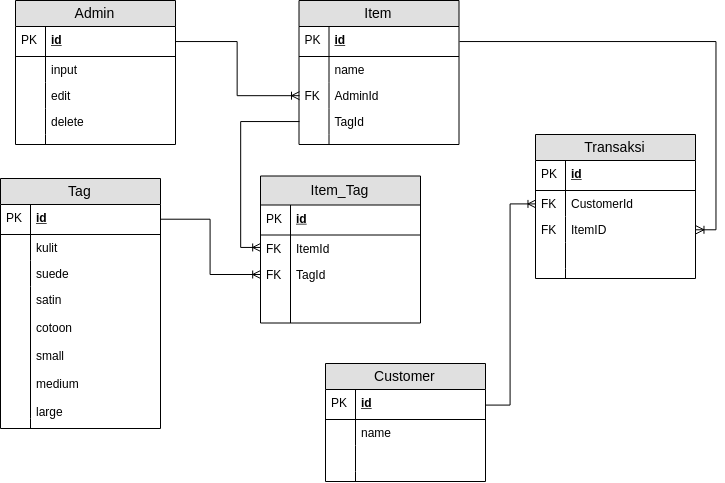 Admin
PK id
input
edit
delete
Item
PK id
name
FK AdminId
TagId
Transaksi
PK id
FK CustomerId
FK ItemID
Tag
PK id
kulit
suede
satin
cotoon
small
medium
large
Item_Tag
PK id
FK ItemId
FK TagId
Customer
PK id
name